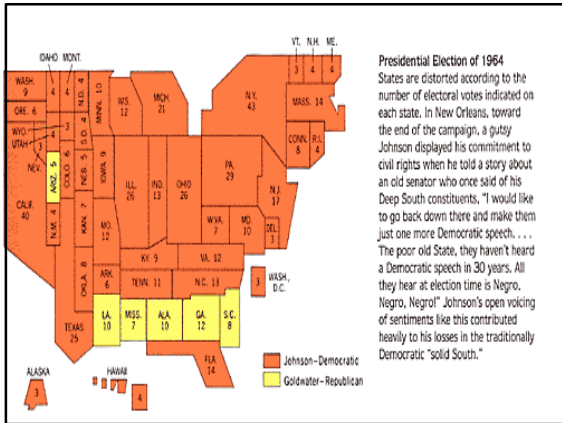 IDAHO MONT.
VT. N.H. ME.
3 4 4
WASH.
9
4 4
N.D. 4
MINN. 10
ORE. 6
WIS.
12
MICH.
21
N.Y.
43
MASS. 14
WYO.
3
UTAH
4
S.D. 4
CONN.
8
R.I.
4
NEV.
3
ARIZ. 5
COLO. 6
NEB. 5
IOWA 9
PA.
29
CALIF.
40
N.M. 4
KAN. 7
MO.
12
ILL.
26
IND.
13
OHIO
26
N.J.
17
W.VA.
7
MD.
10
DEL.
3
KY. 9
VA. 12
OKLA. 8
ARK.
6
TENN. 11
N.C. 13
3
WASH.,
D.C.
TEXAS
25
LA.
10
MISS.
7
ALA.
10
GA.
12
S.C.
8
FLA.
14
ALASKA
3
HAWAII
4
Johnson–Democratic
Goldwater–Republican
Presidential Election of 1964
States are distorted according to the
number of electoral votes indicated on
each state. In New Orleans, toward
the end of the campaign, a gutsy
Johnson displayed his commitment to
civil rights when he told a story about
an old senator who once said of his
Deep South constituents, "I would like
to go back down there and make them
just one more Democratic speech. . . .
The poor old State, they haven't heard
a Democratic speech in 30 years. All
they hear at election time is Negro,
Negro, Negro!" Johnson's open voicing
of sentiments like this contributed
heavily to his losses in the traditionally
Democratic "solid South."